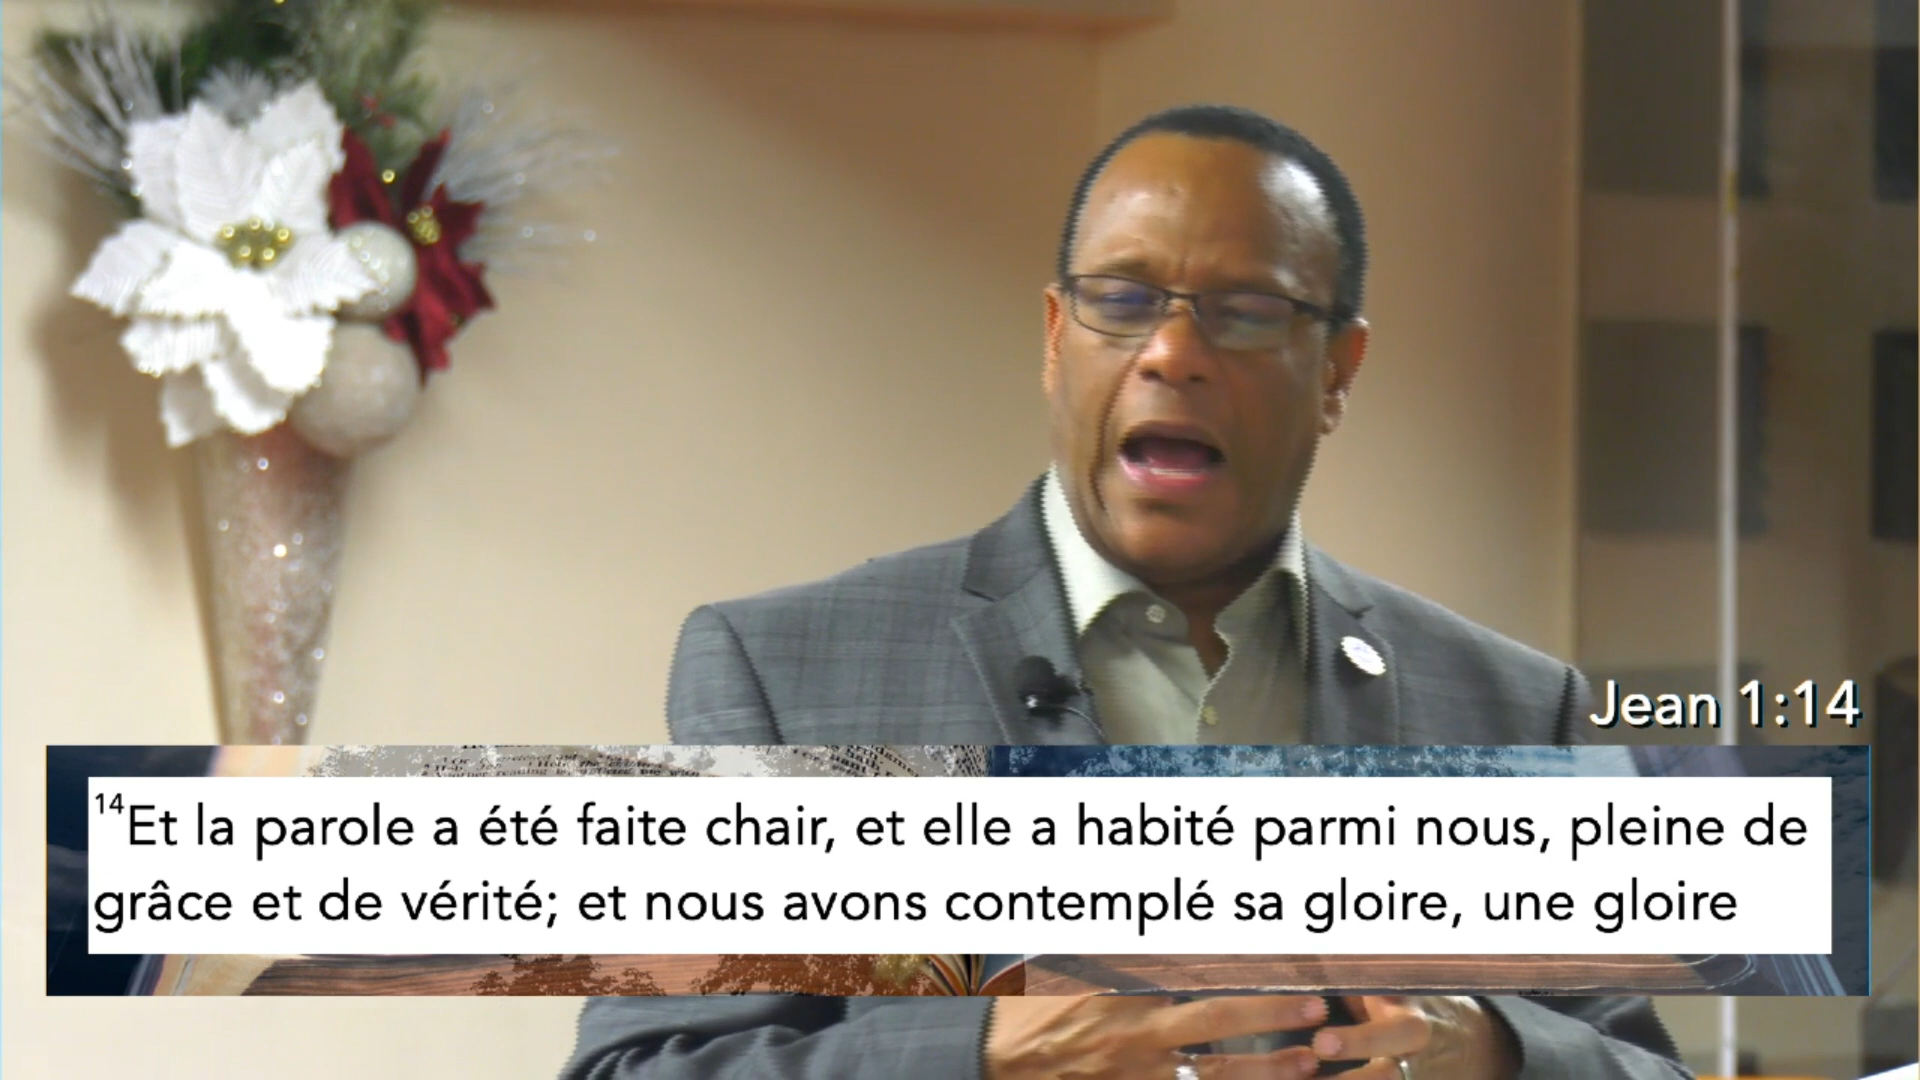 Jean 1:14
14Et la parole a été faite chair, et elle a habité parmi nous, pleine de
grâce et de vérité; et nous avons contemplé sa gloire, une gloire